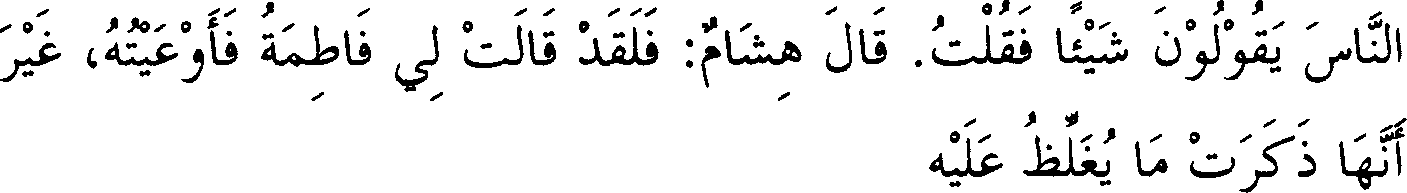 النَّاسَ يَقُوْلُوْنَ شَيْئًا فَقُلْتُ. قَالَ هِشَامٌ: فَلَقَدْ قَالَتْ لِي فَاطِمَةُ فَأَوْعَيْتُهُ، غَيْرَ
أَنَّهَا ذَكَرَتْ مَا يُغَلِّظُ عَلَيْه